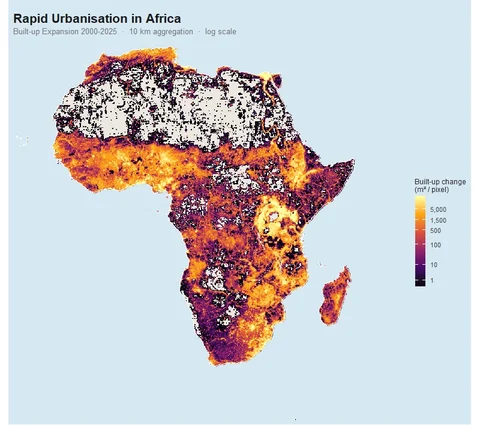 Rapid Urbanisation in Africa
Built-up Expansion 2000-2025 · 10 km aggregation · log scale
Built-up change
(m² / pixel)
5,000
1,500
500
100
10
1